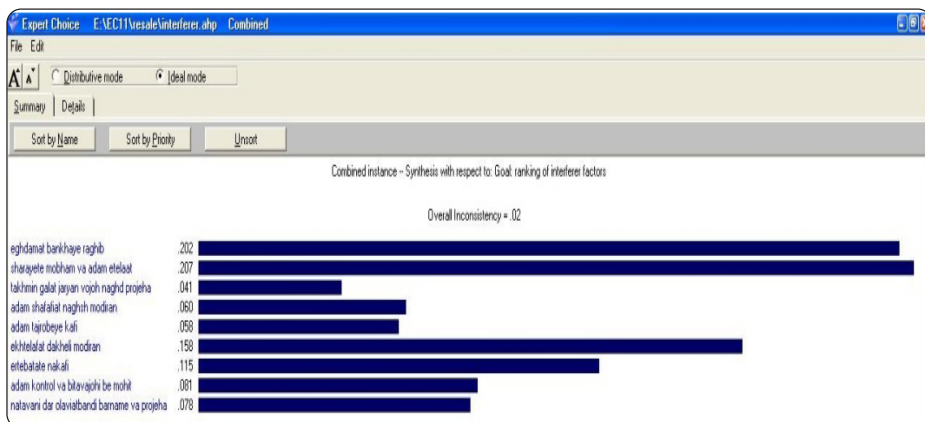 Expert Choice E:\EC11\resale\interferer.ahp Combined
File Edit
A A Distributive mode Ideal mode
Summary Details
Sort by Name Sort by Priority Unsort
Combined instance -- Synthesis with respect to: Goal: ranking of interferer factors
Overall Inconsistency = .02
eghdamat bankhaye raghib .202
sharayete mobham va adam etelaat .207
takhmin galat jaryan vojoh naghd projeha .041
adam shafafiat naghsh modiran .060
adam tajrobeye kafi .058
ekhtelafat dakheli modiran .158
ertebatate nakafi .115
adam kontrol va bitavajohi be mohit .081
natavani dar olaviatbandi barname va projeha .078